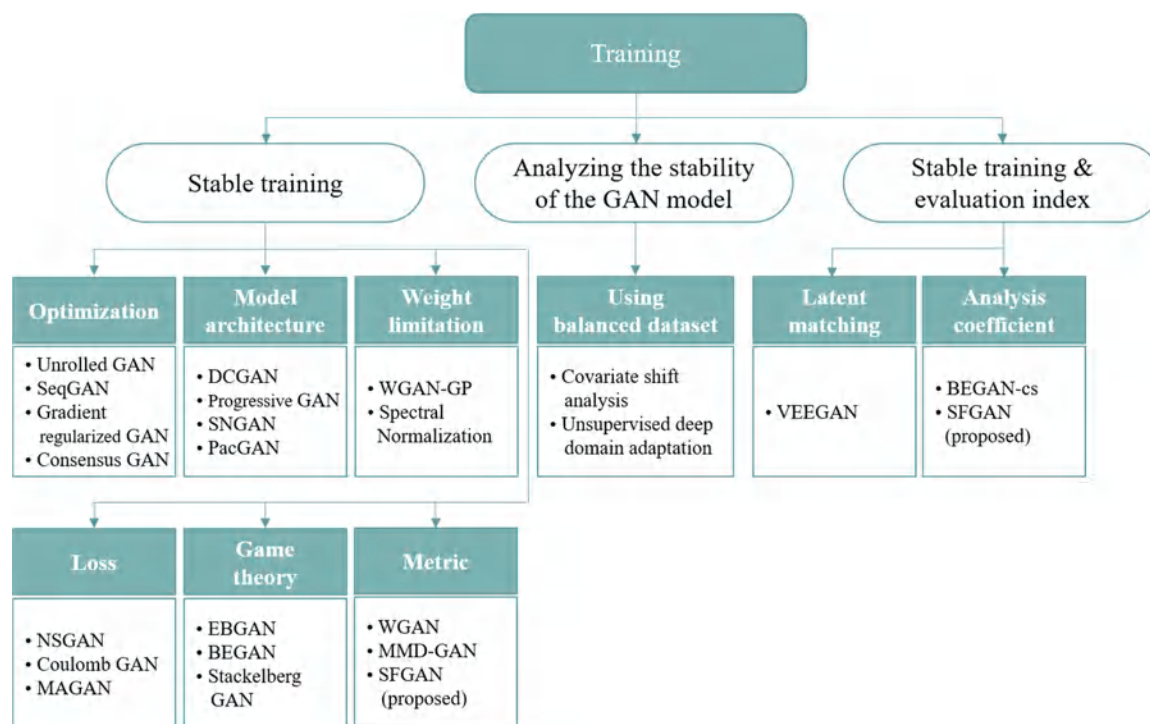 Training
Stable training
Analyzing the stability
of the GAN model
Stable training &
evaluation index
Optimization
• Unrolled GAN
• SeqGAN
• Gradient
regularized GAN
• Consensus GAN
Model
architecture
• DCGAN
• Progressive GAN
• SNGAN
• PacGAN
Weight
limitation
• WGAN-GP
• Spectral
Normalization
Using
balanced dataset
• Covariate shift
analysis
• Unsupervised deep
domain adaptation
Latent
matching
• VEEGAN
Analysis
coefficient
• BEGAN-cs
• SFGAN
(proposed)
Loss
• NSGAN
• Coulomb GAN
• MAGAN
Game
theory
• EBGAN
• BEGAN
• Stackelberg
GAN
Metric
• WGAN
• MMD-GAN
• SFGAN
(proposed)